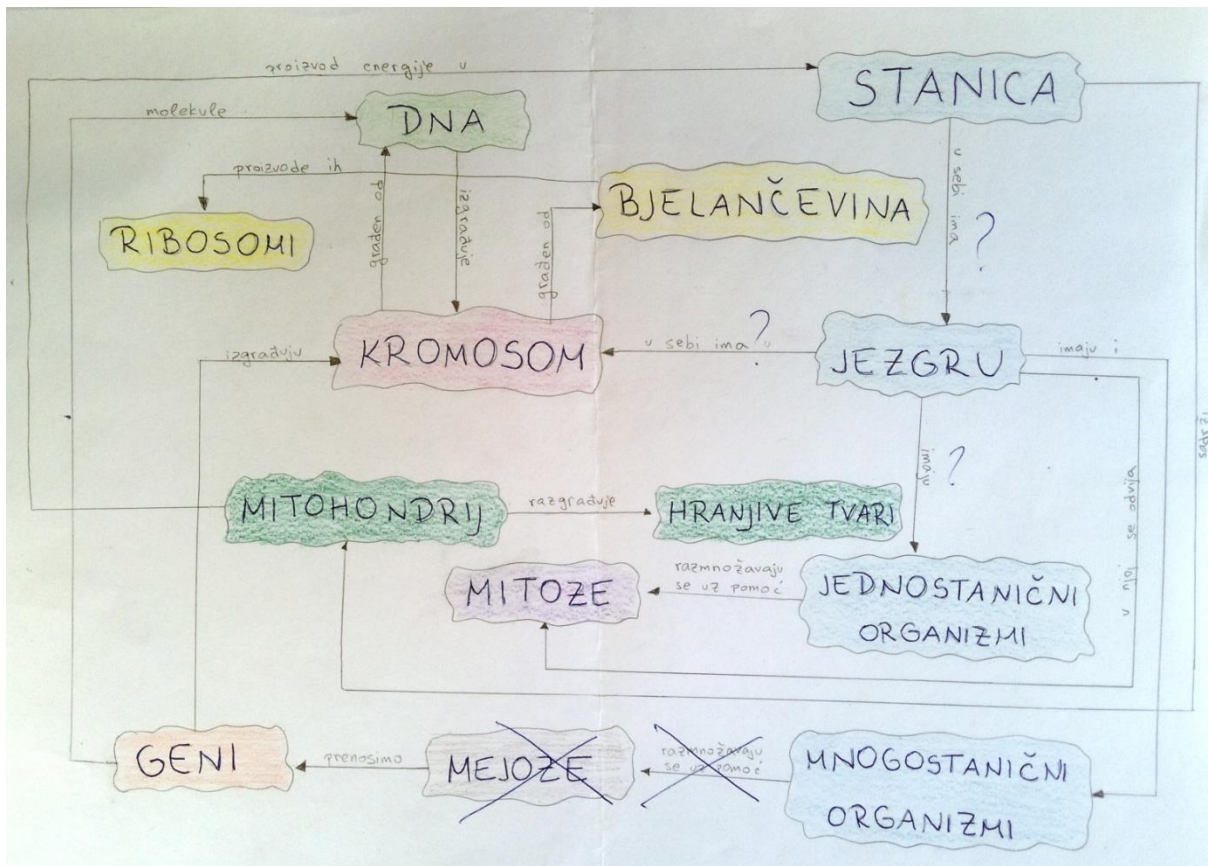 proizvod energije u
STANICA
molekule
DNA
proizvode ih
BJELANČEVINA
v sebi ima
?
RIBOSOMI
građen od
izgrađuje
građen od
izgrađuju
KROMOSOM
u sebi ima
?
u
JEZGRU
imaju i
sadrži
imaju
?
u njoj se odvija
MITOHONDRIJ
razgrađuje
HRANJIVE TVARI
MITOZE
razmnožavaju
se uz pomoć
JEDNOSTANIČNI
ORGANIZMI
GENI
prenosimo
MEJOZE
razmnožavaju
se uz pomoć
MNOGOSTANIČNI
ORGANIZMI